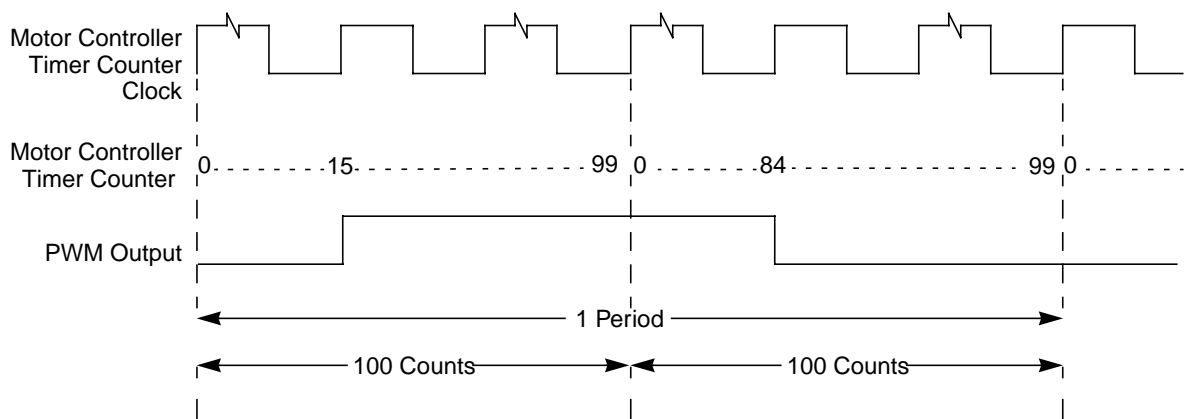 Motor Controller
Timer Counter
Clock
Motor Controller
Timer Counter
0 15 99 0 84 99 0
PWM Output
1 Period
100 Counts 100 Counts